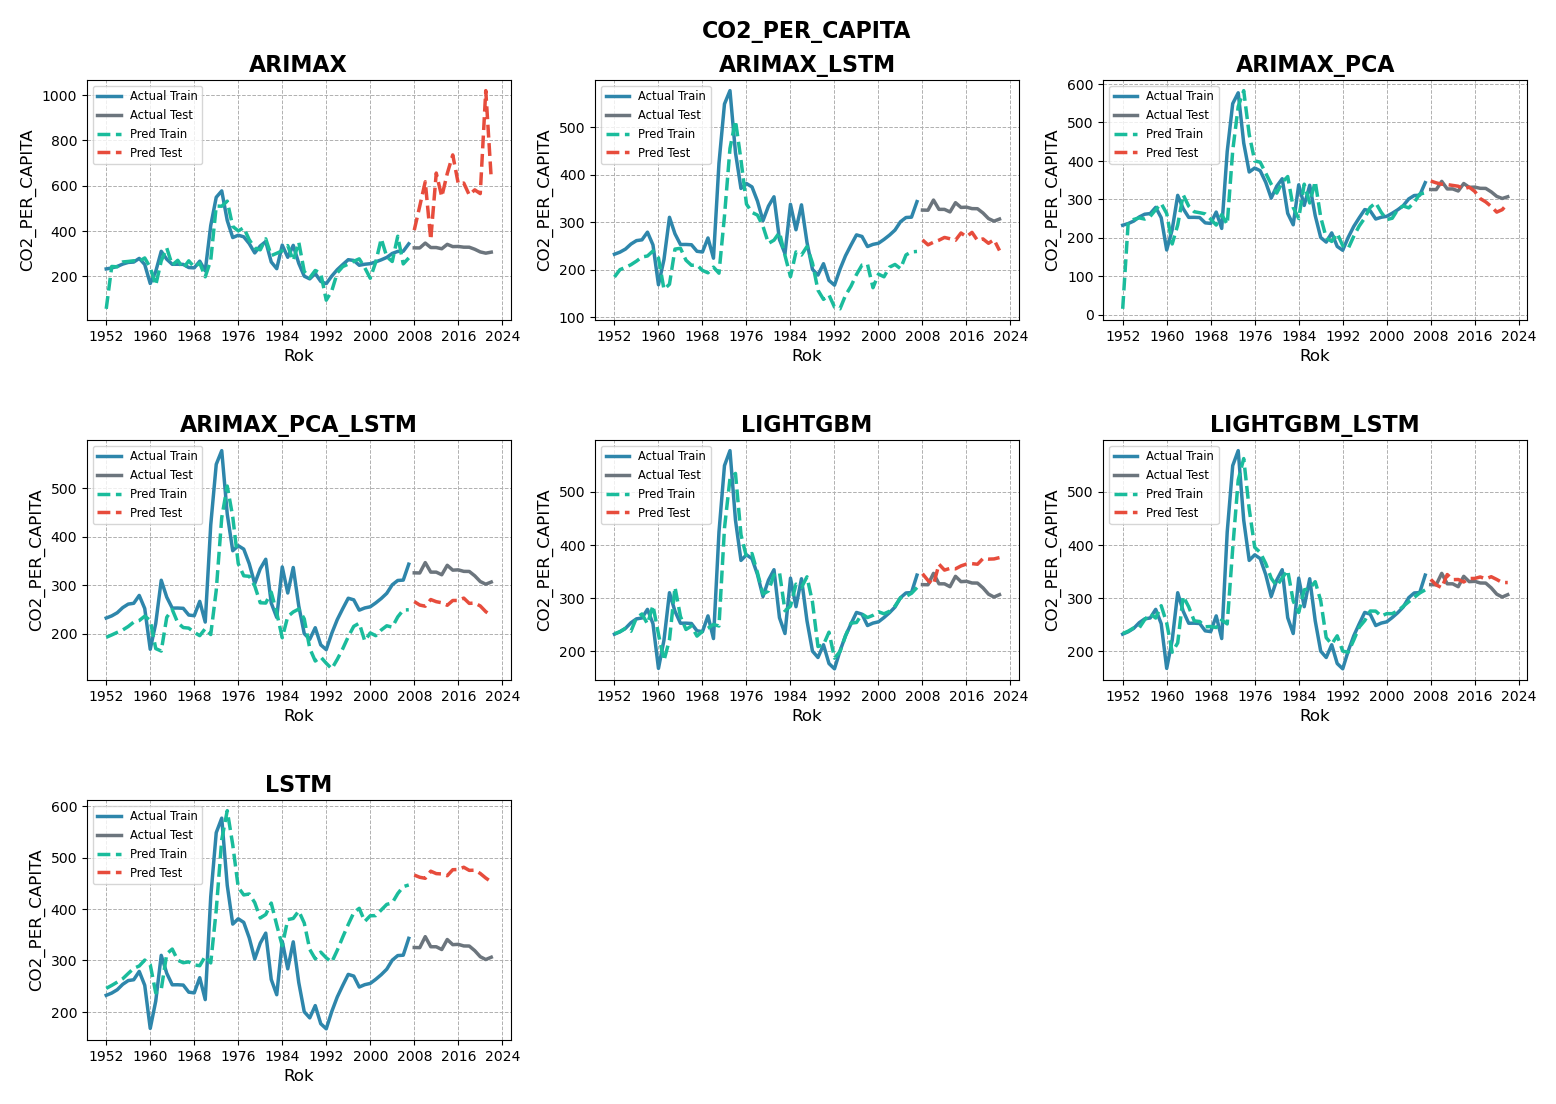 CO2_PER_CAPITA
ARIMAX
1000
800
600
400
200
CO2_PER_CAPITA
Actual Train
Actual Test
Pred Train
Pred Test
1952 1960 1968 1976 1984 1992 2000 2008 2016 2024
Rok
ARIMAX_LSTM
500
400
300
200
100
CO2_PER_CAPITA
Actual Train
Actual Test
Pred Train
Pred Test
1952 1960 1968 1976 1984 1992 2000 2008 2016 2024
Rok
ARIMAX_PCA
600
500
400
300
200
100
0
CO2_PER_CAPITA
Actual Train
Actual Test
Pred Train
Pred Test
1952 1960 1968 1976 1984 1992 2000 2008 2016 2024
Rok
ARIMAX_PCA_LSTM
500
400
300
200
CO2_PER_CAPITA
Actual Train
Actual Test
Pred Train
Pred Test
1952 1960 1968 1976 1984 1992 2000 2008 2016 2024
Rok
LIGHTGBM
500
400
300
200
CO2_PER_CAPITA
Actual Train
Actual Test
Pred Train
Pred Test
1952 1960 1968 1976 1984 1992 2000 2008 2016 2024
Rok
LIGHTGBM_LSTM
500
400
300
200
CO2_PER_CAPITA
Actual Train
Actual Test
Pred Train
Pred Test
1952 1960 1968 1976 1984 1992 2000 2008 2016 2024
Rok
LSTM
600
500
400
300
200
CO2_PER_CAPITA
Actual Train
Actual Test
Pred Train
Pred Test
1952 1960 1968 1976 1984 1992 2000 2008 2016 2024
Rok